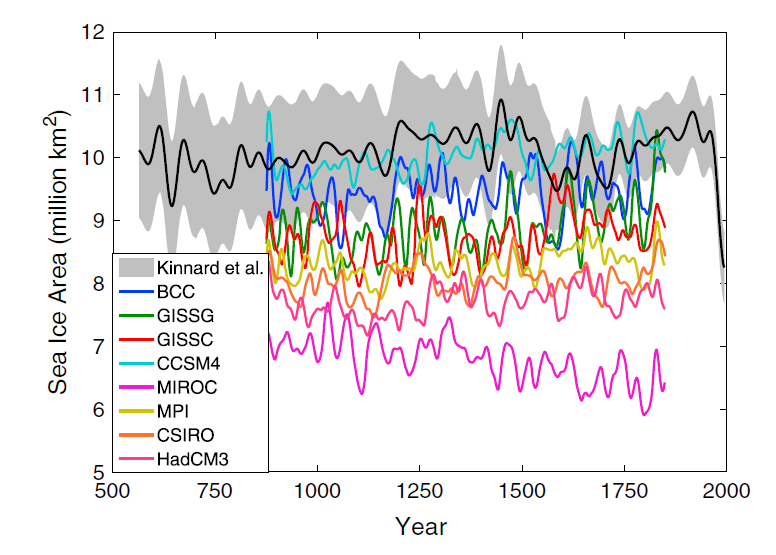 12
11
10
9
8
7
6
5
Sea Ice Area (million km²)
Kinnard et al.
BCC
GISSG
GISSC
CCSM4
MIROC
MPI
CSIRO
HadCM3
500 750 1000 1250 1500 1750 2000
Year